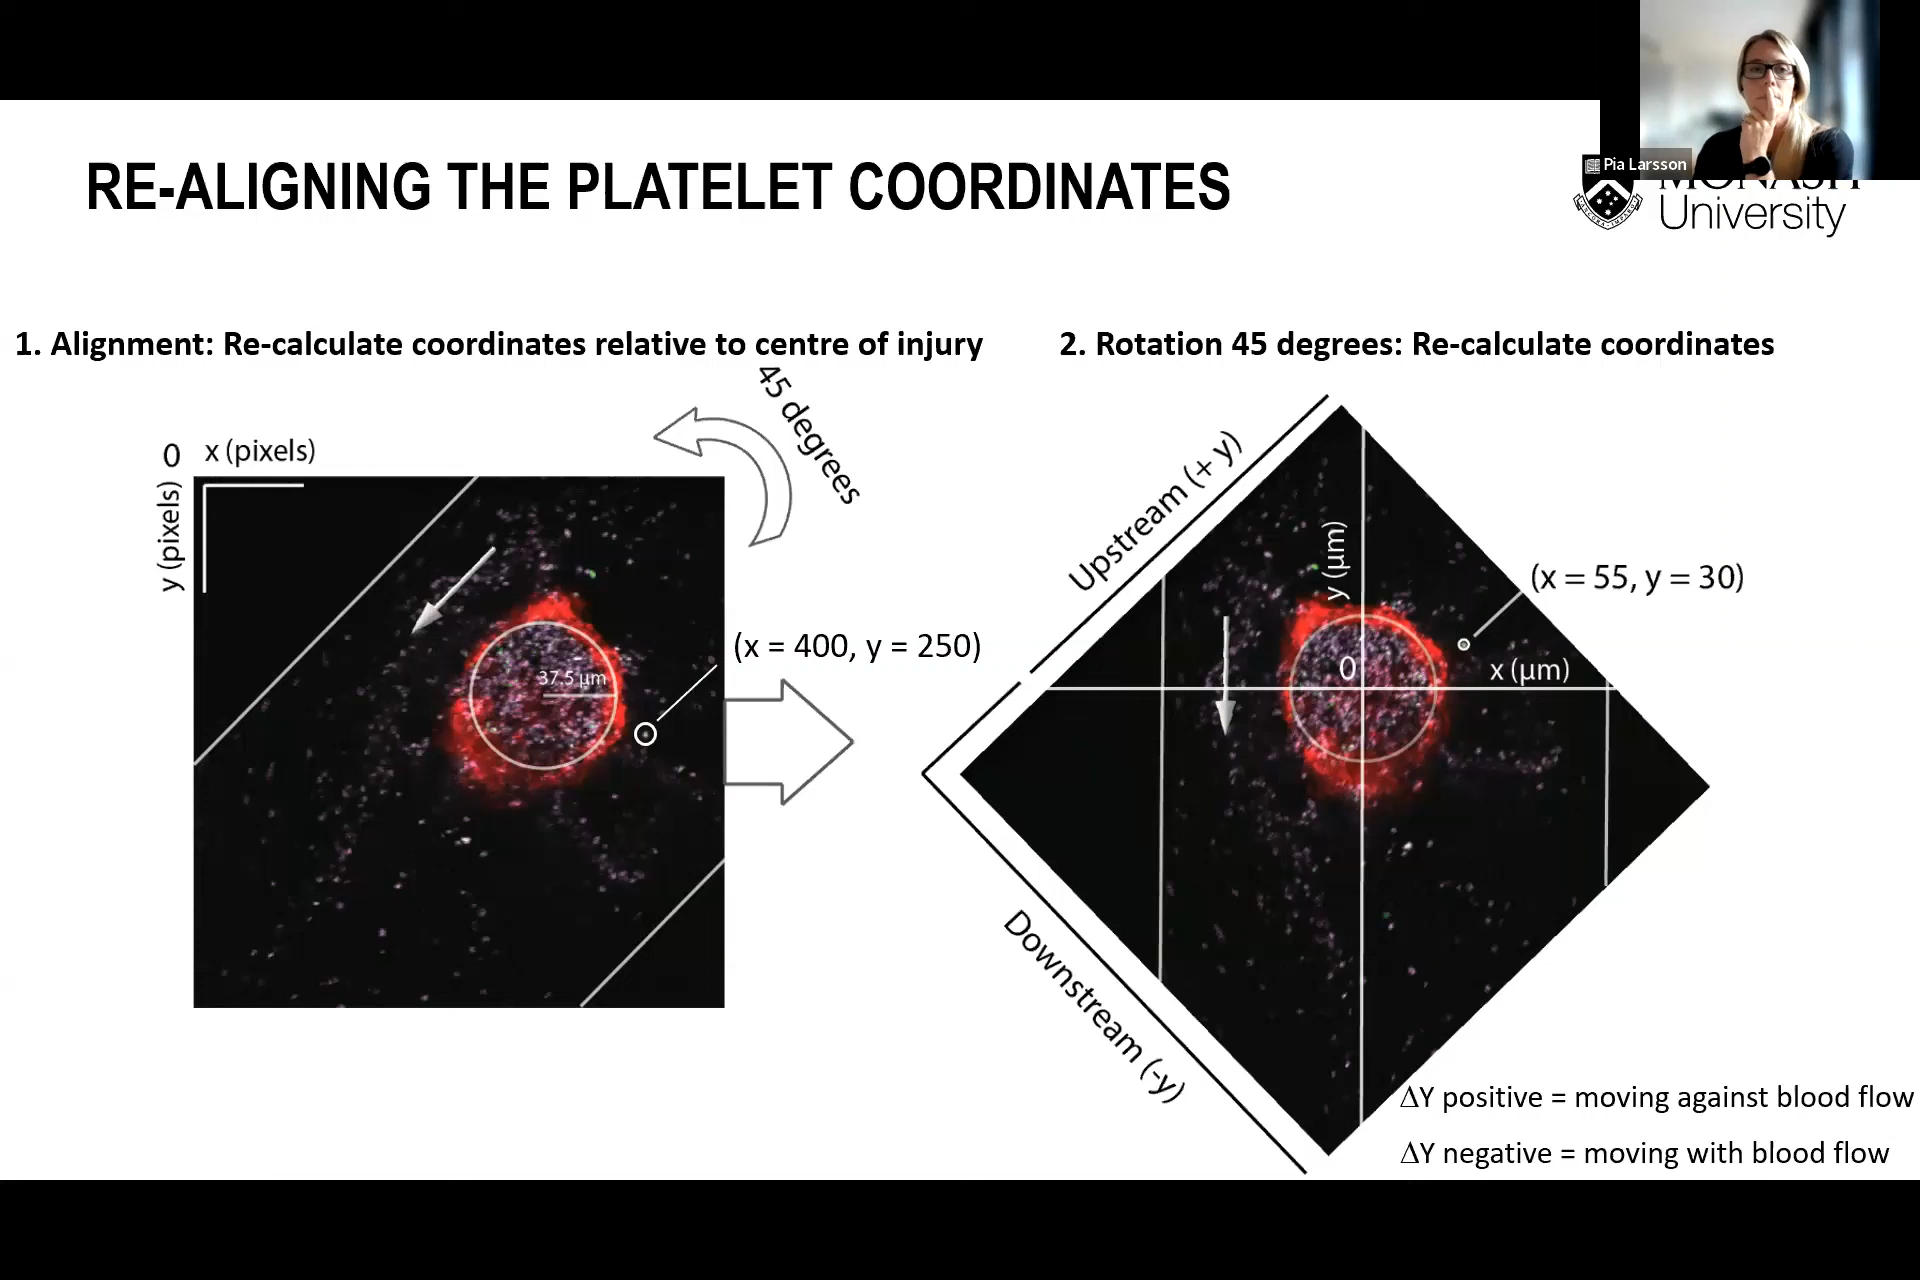 Pia Larsson
RE-ALIGNING THE PLATELET COORDINATES
University
1. Alignment: Re-calculate coordinates relative to centre of injury
2. Rotation 45 degrees: Re-calculate coordinates
45 degrees
0 x (pixels)
y (pixels)
37.5 µm
(x = 400, y = 250)
Upstream (+ y)
y (µm)
(x = 55, y = 30)
0
x (µm)
Downstream (-y)
ΔY positive = moving against blood flow
ΔY negative = moving with blood flow